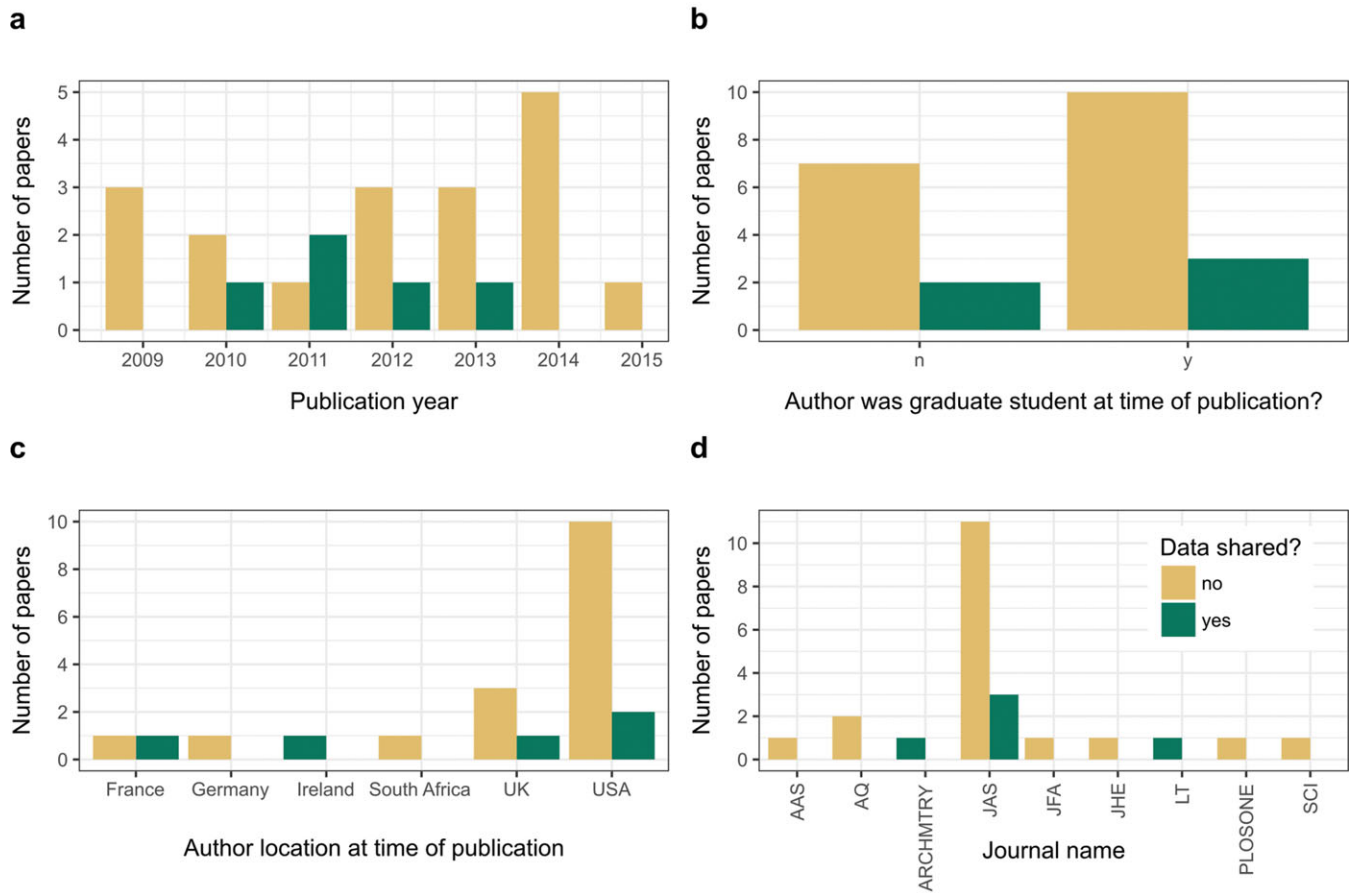 a
5
4
3
2
1
0
Number of papers
2009 2010 2011 2012 2013 2014 2015
Publication year
b
10
8
6
4
2
0
Number of papers
n y
Author was graduate student at time of publication?
c
10
8
6
4
2
0
Number of papers
France Germany Ireland South Africa UK USA
Author location at time of publication
d
10
8
6
4
2
0
Number of papers
Data shared?
no
yes
AAS
AQ
ARCHMTRY
JAS
JFA
JHE
LT
PLOSONE
SCI
Journal name